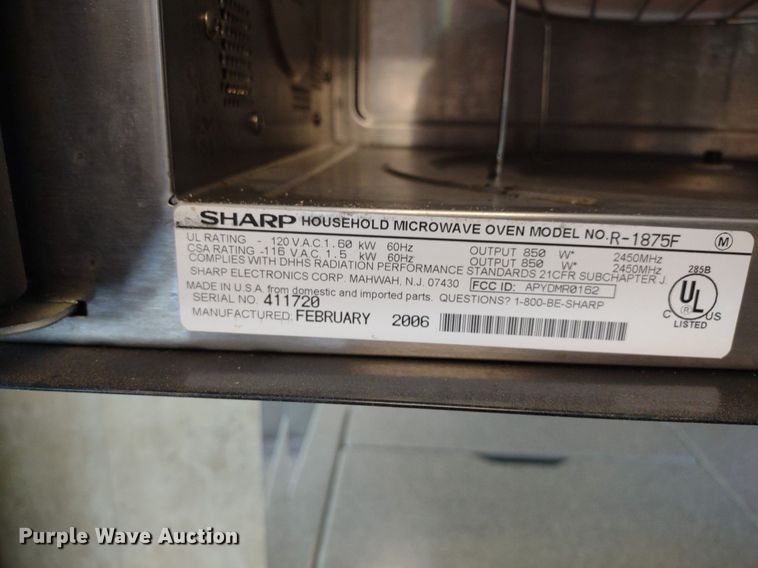 SHARP HOUSEHOLD MICROWAVE OVEN MODEL NO. R-1875F M
UL RATING - 120 V A.C. 1.60 kW 60Hz OUTPUT 850 W* 2450MHz
CSA RATING -115 V A.C. 1.5 kW 60Hz OUTPUT 850 W* 2450MHz
COMPLIES WITH DHHS RADIATION PERFORMANCE STANDARDS 21CFR SUBCHAPTER J.
SHARP ELECTRONICS CORP. MAHWAH, N.J. 07430 FCC ID: APYDMR0162
MADE IN U.S.A. from domestic and imported parts. QUESTIONS? 1-800-BE-SHARP
SERIAL NO. 411720
MANUFACTURED: FEBRUARY 2006
285B
UL (R)
C US
LISTED
Purple Wave Auction